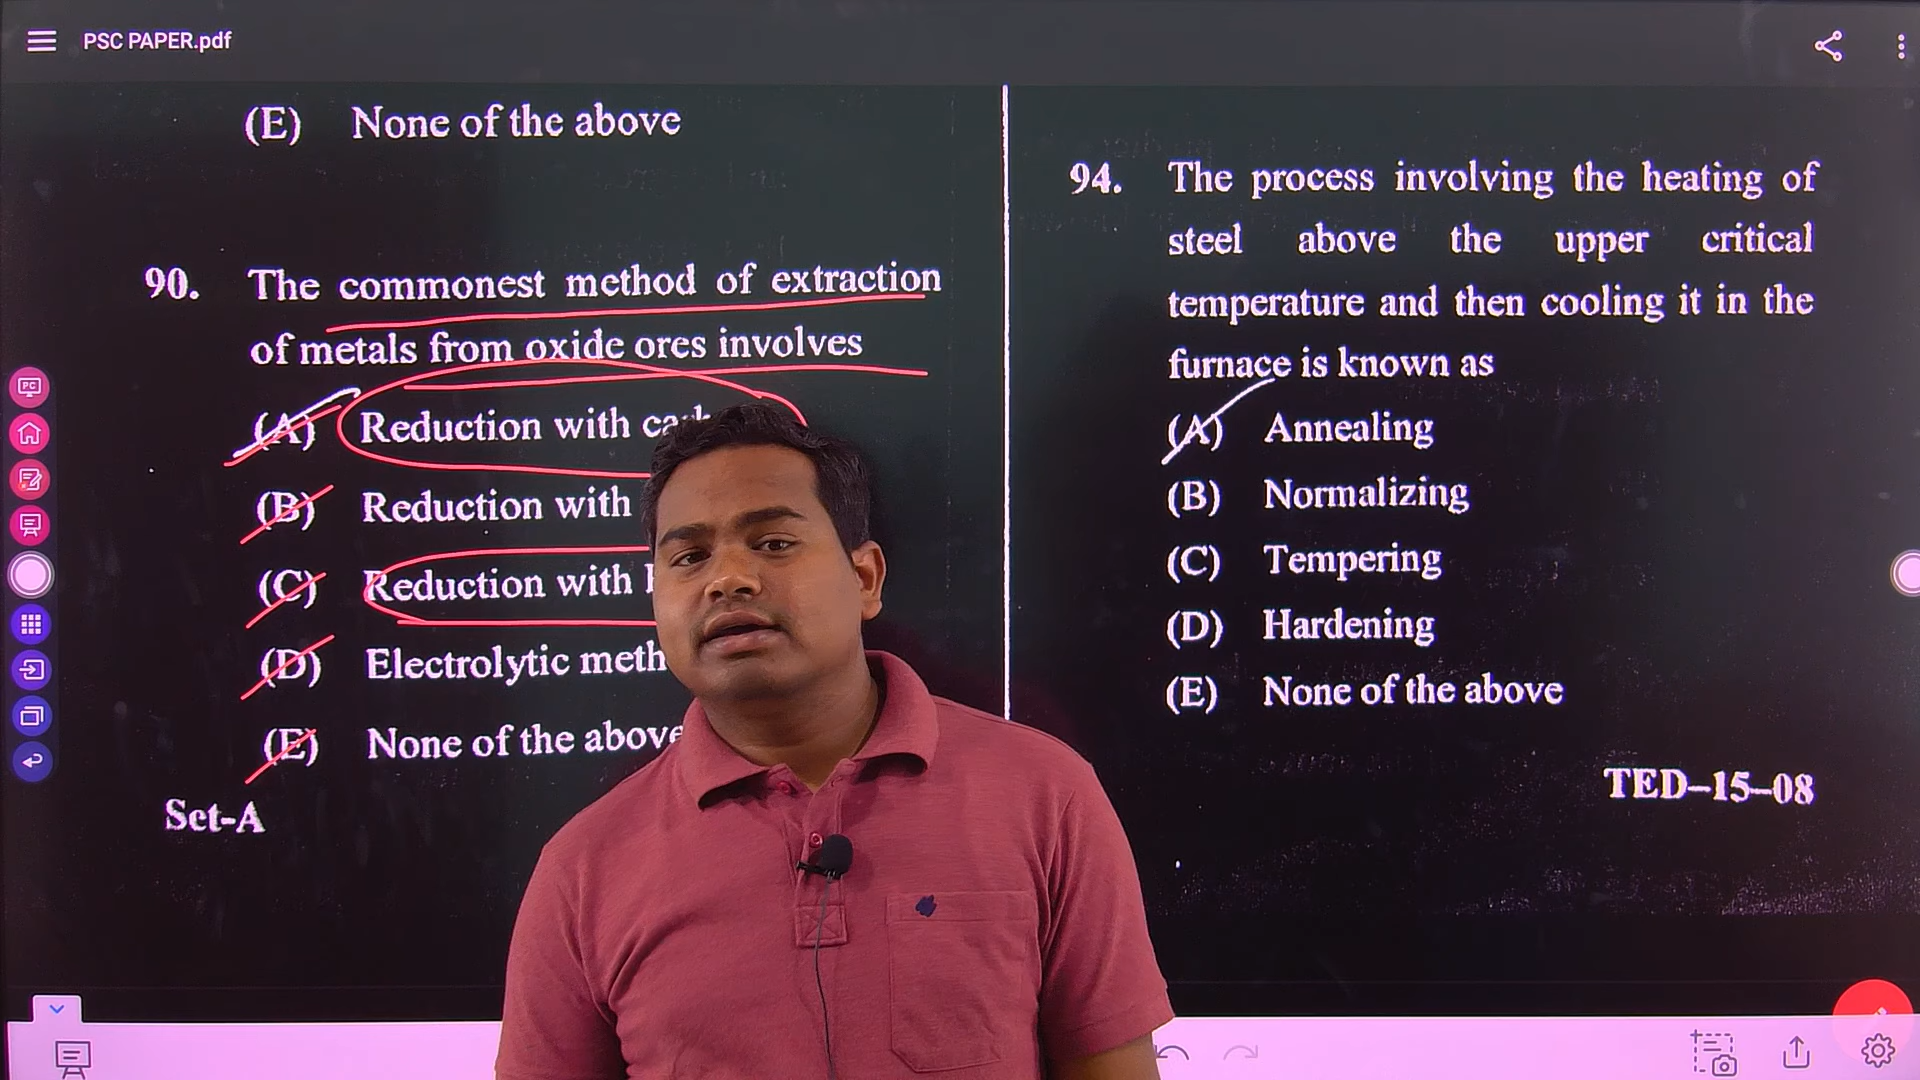 PSC PAPER.pdf
(E) None of the above
90. The commonest method of extraction
of metals from oxide ores involves
(A) Reduction with
(B) Reduction with
(C) Reduction with
(D) Electrolytic
(E) None of the above
Set-A
94. The process involving the heating of
steel above the upper critical
temperature and then cooling it in the
furnace is known as
(A) Annealing
(B) Normalizing
(C) Tempering
(D) Hardening
(E) None of the above
TED–15–08
PC